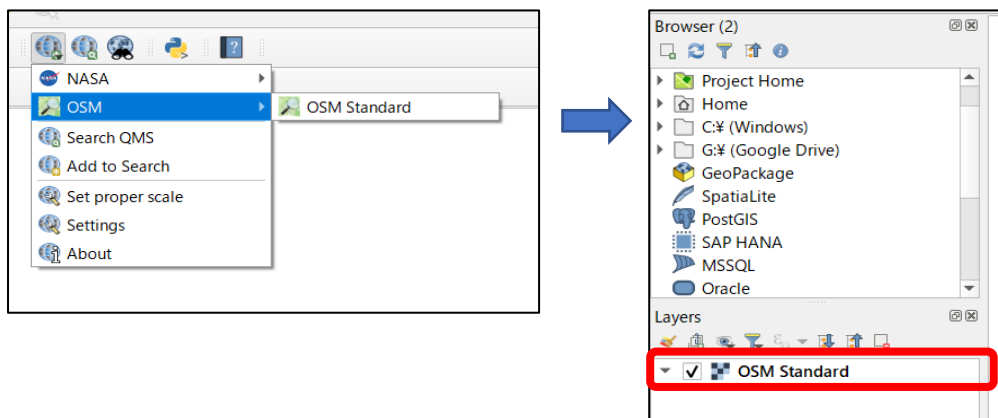 NASA
OSM
OSM Standard
Search QMS
Add to Search
Set proper scale
Settings
About
Browser (2)
Project Home
Home
C:¥ (Windows)
G:¥ (Google Drive)
GeoPackage
SpatiaLite
PostGIS
SAP HANA
MSSQL
Oracle
Layers
OSM Standard